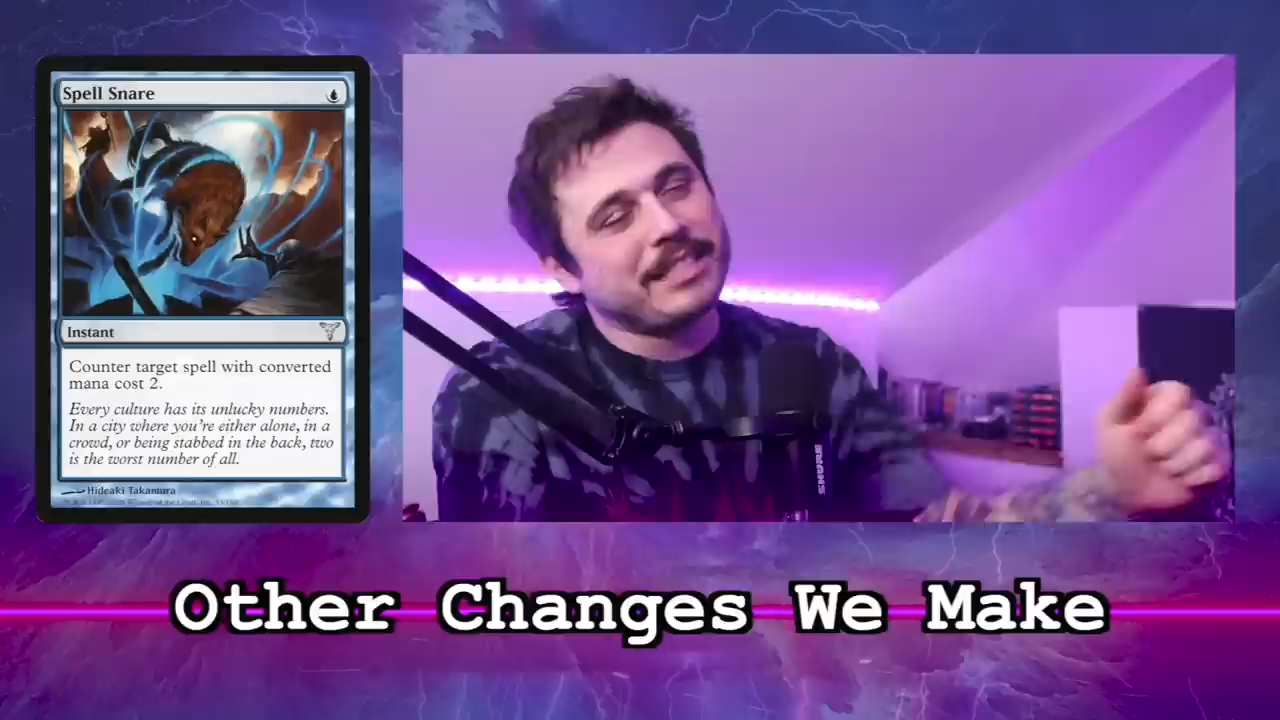 Spell Snare
Instant
Counter target spell with converted
mana cost 2.
Every culture has its unlucky numbers.
In a city where you're either alone, in a
crowd, or being stabbed in the back, two
is the worst number of all.
Hideaki Takamura
Other Changes We Make